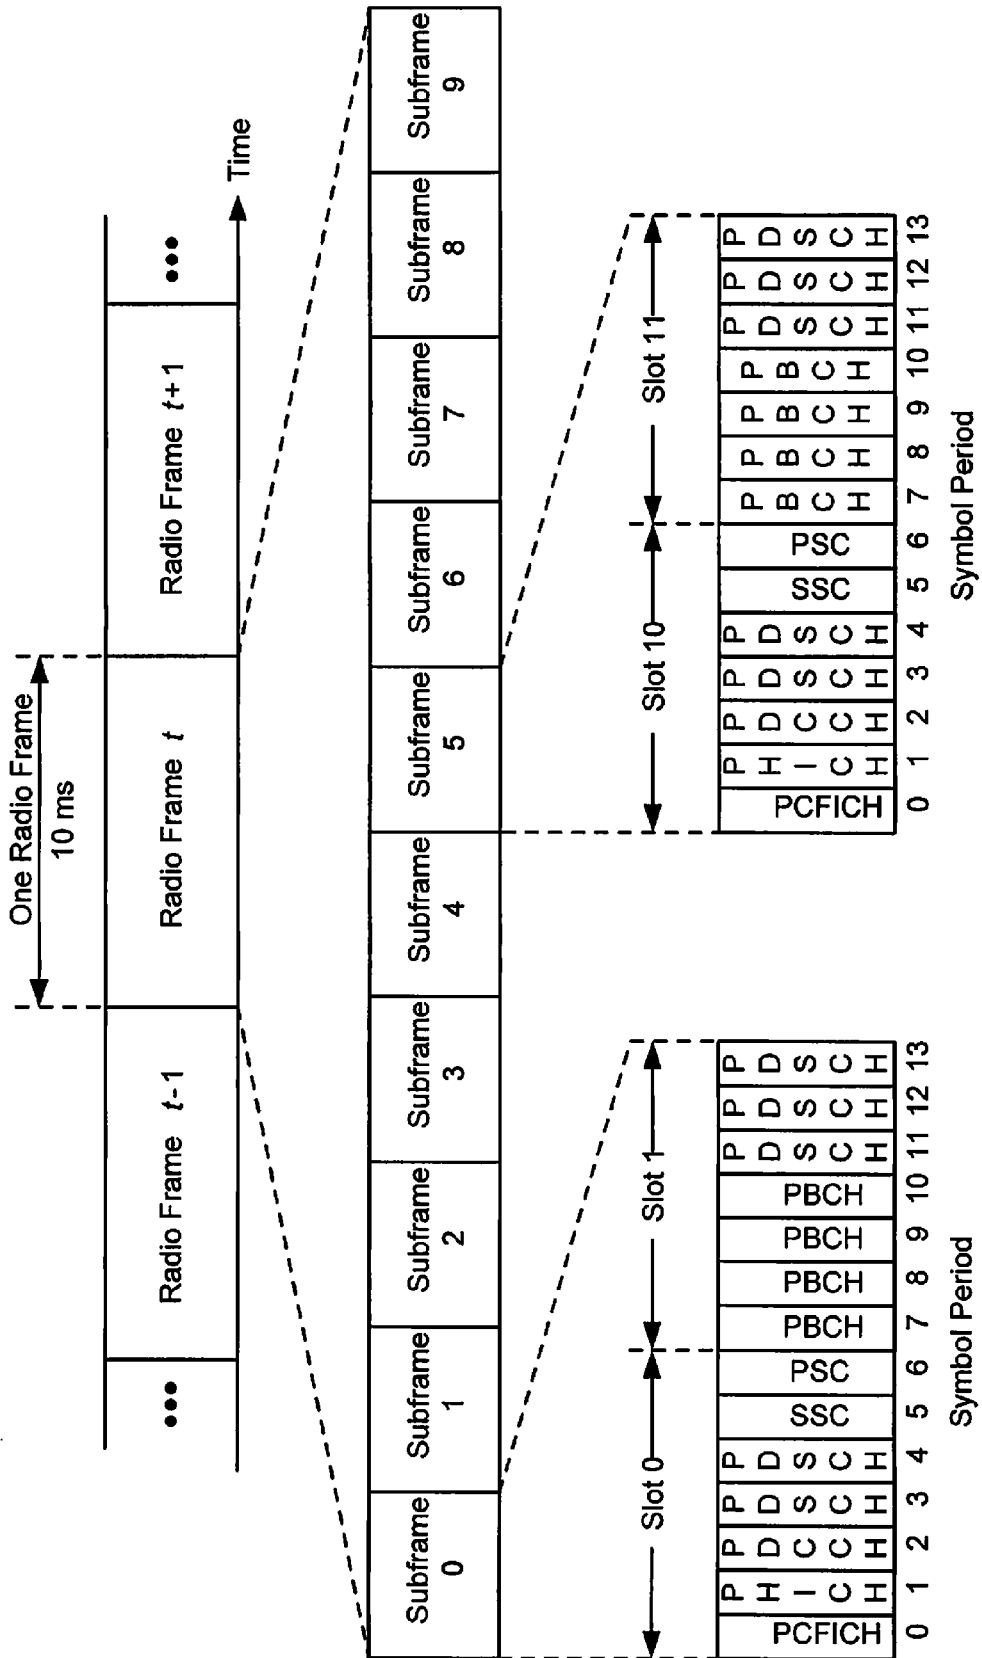 One Radio Frame
10 ms
••• Radio Frame t-1 Radio Frame t Radio Frame t+1 •••
Time
Subframe 0 Subframe 1 Subframe 2 Subframe 3 Subframe 4 Subframe 5 Subframe 6 Subframe 7 Subframe 8 Subframe 9
Slot 0 Slot 1
PCFICH PHICH PDCCH PDSCH PDSCH SSC PSC PBCH PBCH PBCH PBCH PDSCH PDSCH PDSCH
0 1 2 3 4 5 6 7 8 9 10 11 12 13
Symbol Period
Slot 10 Slot 11
PCFICH PHICH PDCCH PDSCH PDSCH SSC PSC PBCH PBCH PBCH PBCH PDSCH PDSCH PDSCH
0 1 2 3 4 5 6 7 8 9 10 11 12 13
Symbol Period